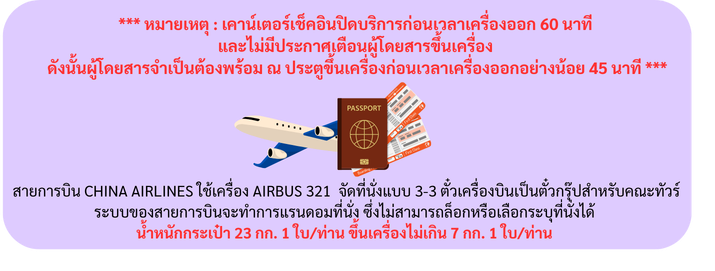 *** หมายเหตุ : เคาน์เตอร์เช็คอินปิดบริการก่อนเวลาเครื่องออก 60 นาที
และไม่มีประกาศเตือนผู้โดยสารขึ้นเครื่อง
ดังนั้นผู้โดยสารจำเป็นต้องพร้อม ณ ประตูขึ้นเครื่องก่อนเวลาเครื่องออกอย่างน้อย 45 นาที ***
PASSPORT
สายการบิน CHINA AIRLINES ใช้เครื่อง AIRBUS 321 จัดที่นั่งแบบ 3-3 ตั๋วเครื่องบินเป็นตั๋วกรุ๊ปสำหรับคณะทัวร์
ระบบของสายการบินจะทำการแรนดอมที่นั่ง ซึ่งไม่สามารถล็อกหรือเลือกระบุที่นั่งได้
น้ำหนักกระเป๋า 23 กก. 1 ใบ/ท่าน ขึ้นเครื่องไม่เกิน 7 กก. 1 ใบ/ท่าน